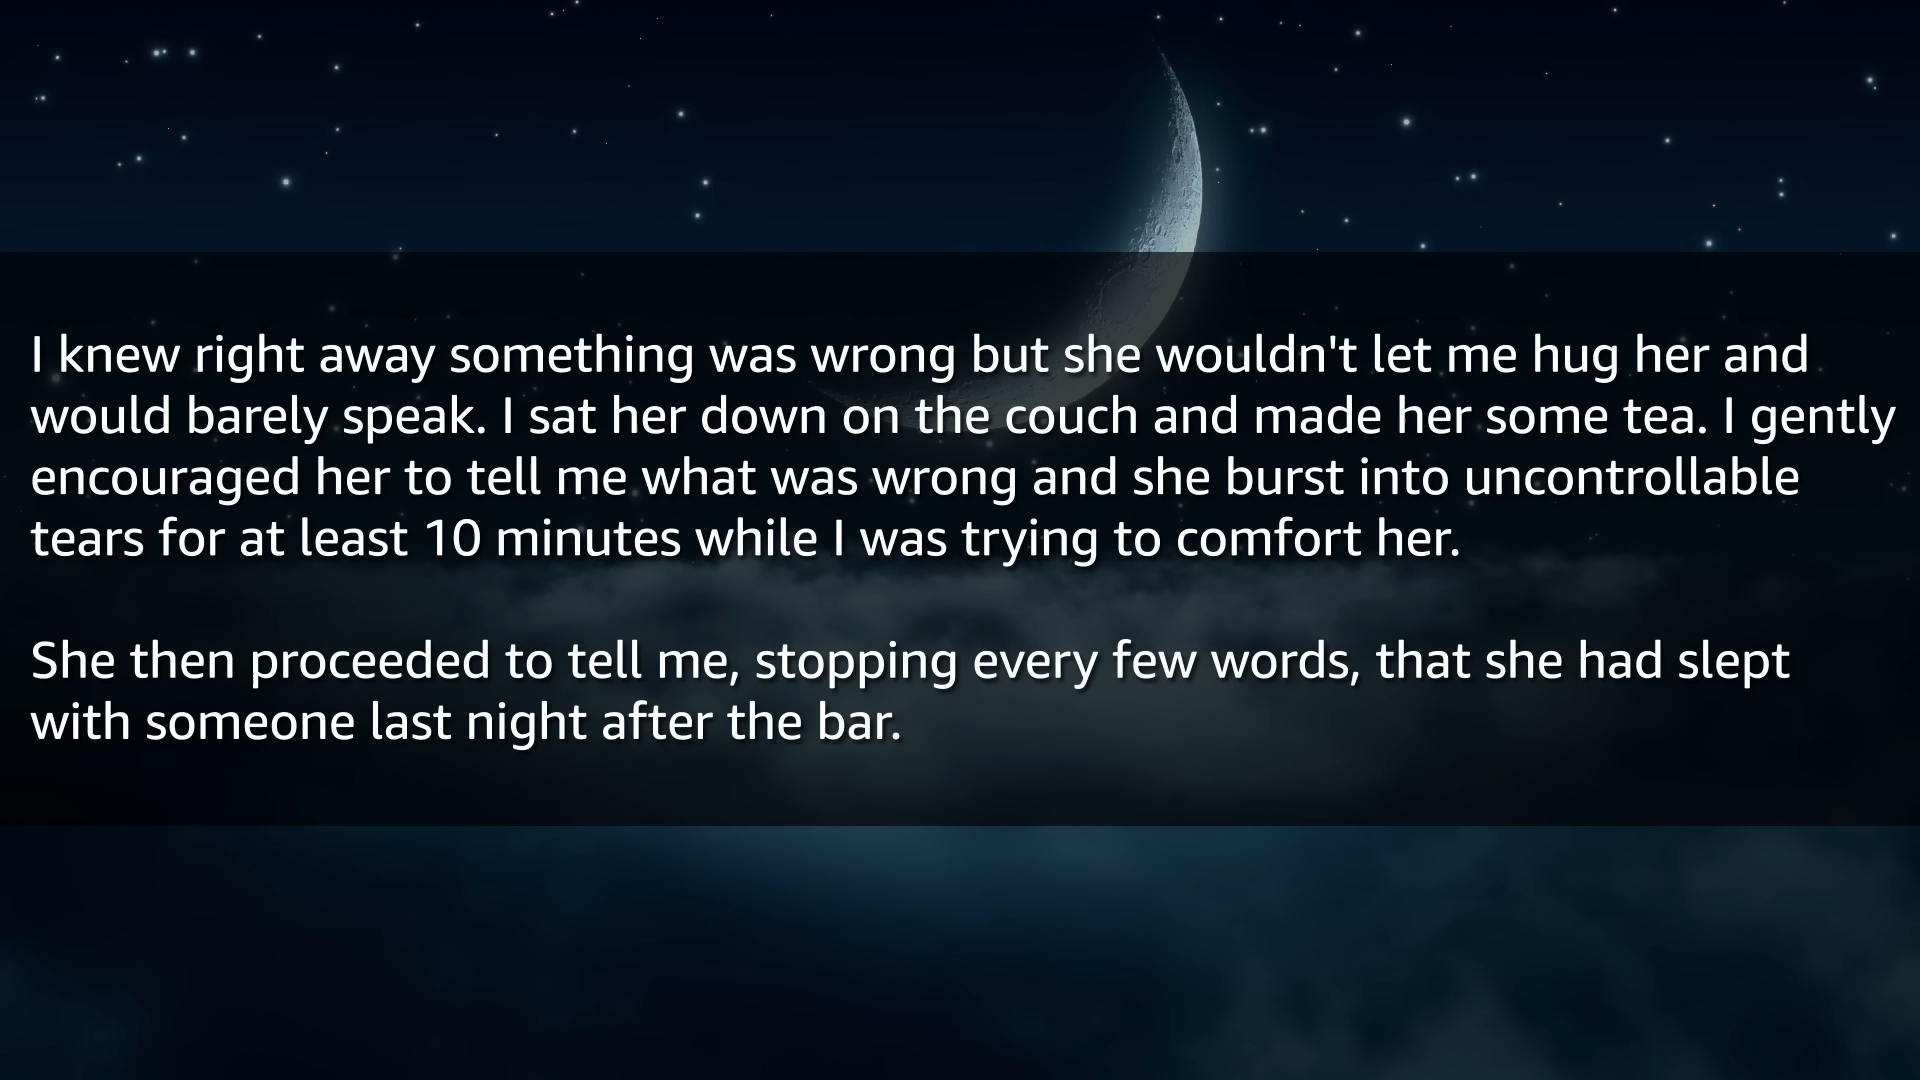 I knew right away something was wrong but she wouldn't let me hug her and
would barely speak. I sat her down on the couch and made her some tea. I gently
encouraged her to tell me what was wrong and she burst into uncontrollable
tears for at least 10 minutes while I was trying to comfort her.
She then proceeded to tell me, stopping every few words, that she had slept
with someone last night after the bar.